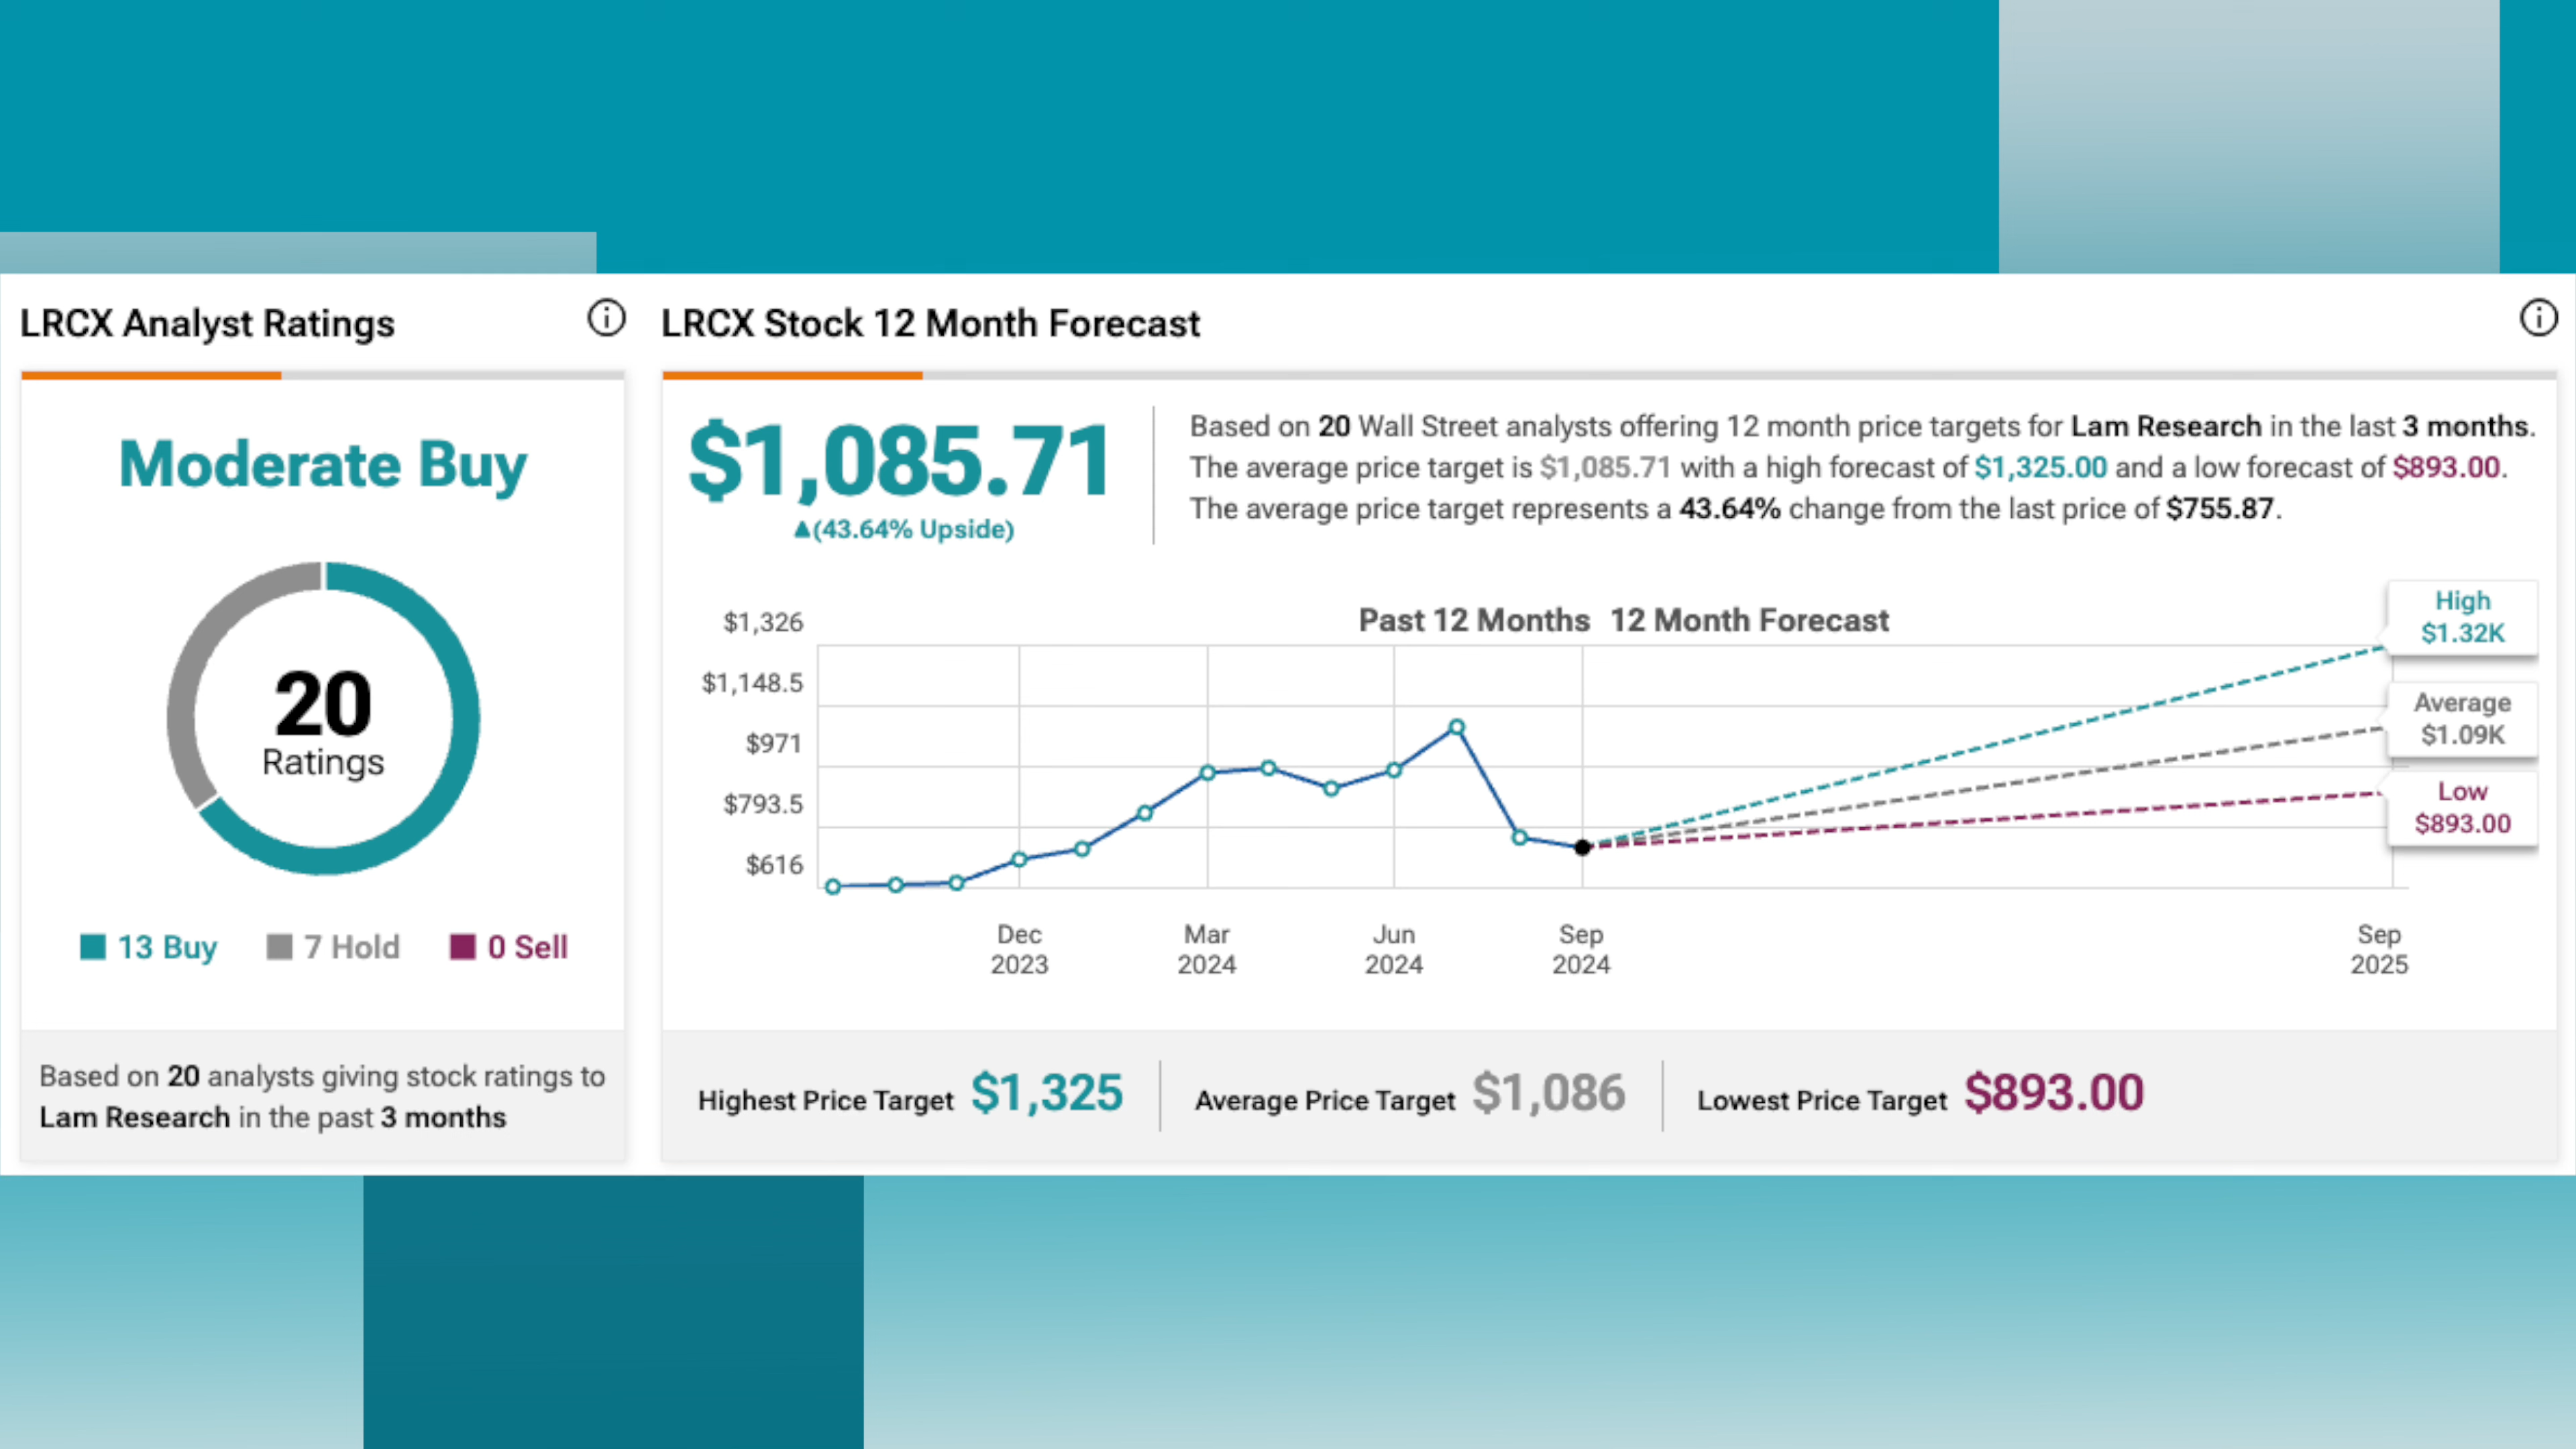 LRCX Analyst Ratings
Moderate Buy
20
Ratings
13 Buy 7 Hold 0 Sell
Based on 20 analysts giving stock ratings to
Lam Research in the past 3 months
LRCX Stock 12 Month Forecast
$1,085.71
▲(43.64% Upside)
Based on 20 Wall Street analysts offering 12 month price targets for Lam Research in the last 3 months.
The average price target is $1,085.71 with a high forecast of $1,325.00 and a low forecast of $893.00.
The average price target represents a 43.64% change from the last price of $755.87.
Past 12 Months 12 Month Forecast
$1,326
$1,148.5
$971
$793.5
$616
High
$1.32K
Average
$1.09K
Low
$893.00
Dec
2023
Mar
2024
Jun
2024
Sep
2024
Sep
2025
Highest Price Target $1,325
Average Price Target $1,086
Lowest Price Target $893.00